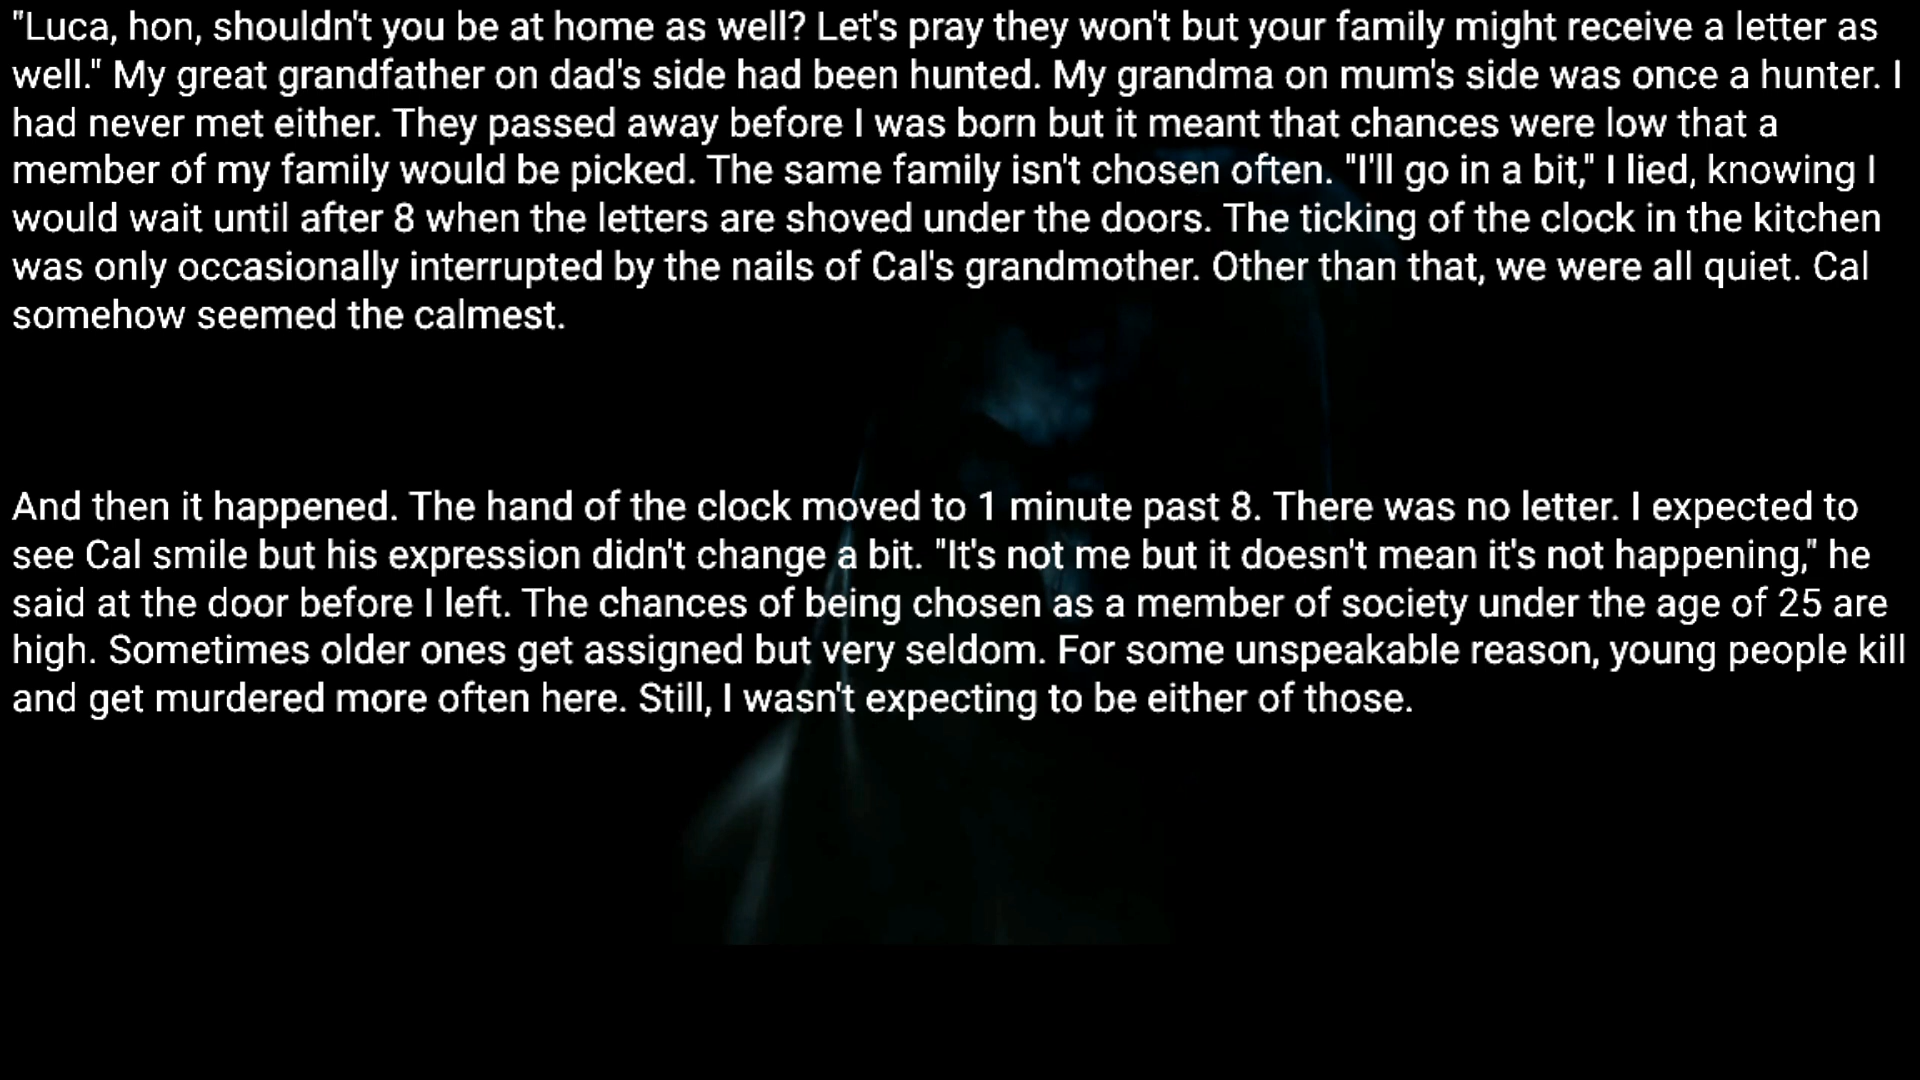 "Luca, hon, shouldn't you be at home as well? Let's pray they won't but your family might receive a letter as
well." My great grandfather on dad's side had been hunted. My grandma on mum's side was once a hunter. I
had never met either. They passed away before I was born but it meant that chances were low that a
member of my family would be picked. The same family isn't chosen often. "I'll go in a bit," I lied, knowing I
would wait until after 8 when the letters are shoved under the doors. The ticking of the clock in the kitchen
was only occasionally interrupted by the nails of Cal's grandmother. Other than that, we were all quiet. Cal
somehow seemed the calmest.
And then it happened. The hand of the clock moved to 1 minute past 8. There was no letter. I expected to
see Cal smile but his expression didn't change a bit. "It's not me but it doesn't mean it's not happening," he
said at the door before I left. The chances of being chosen as a member of society under the age of 25 are
high. Sometimes older ones get assigned but very seldom. For some unspeakable reason, young people kill
and get murdered more often here. Still, I wasn't expecting to be either of those.